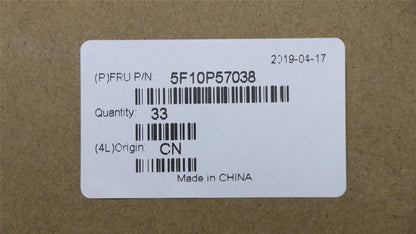 2019-04-17
(P)FRU P/N: 5F10P57038
Quantity: 33
(4L)Origin: CN
Made in CHINA